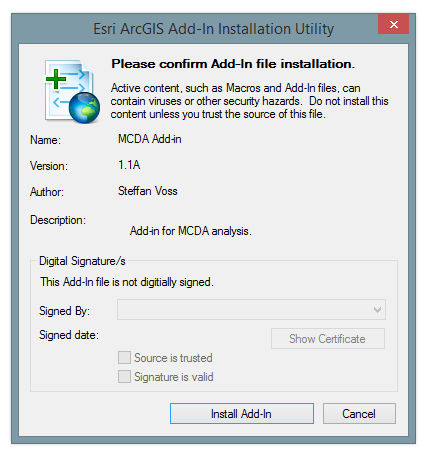 Esri ArcGIS Add-In Installation Utility
Please confirm Add-In file installation.
Active content, such as Macros and Add-In files, can
contain viruses or other security hazards. Do not install this
content unless you trust the source of this file.
Name: MCDA Add-in
Version: 1.1A
Author: Steffan Voss
Description: Add-in for MCDA analysis.
Digital Signature/s
This Add-In file is not digitially signed.
Signed By:
Signed date: Show Certificate
Source is trusted
Signature is valid
Install Add-In Cancel